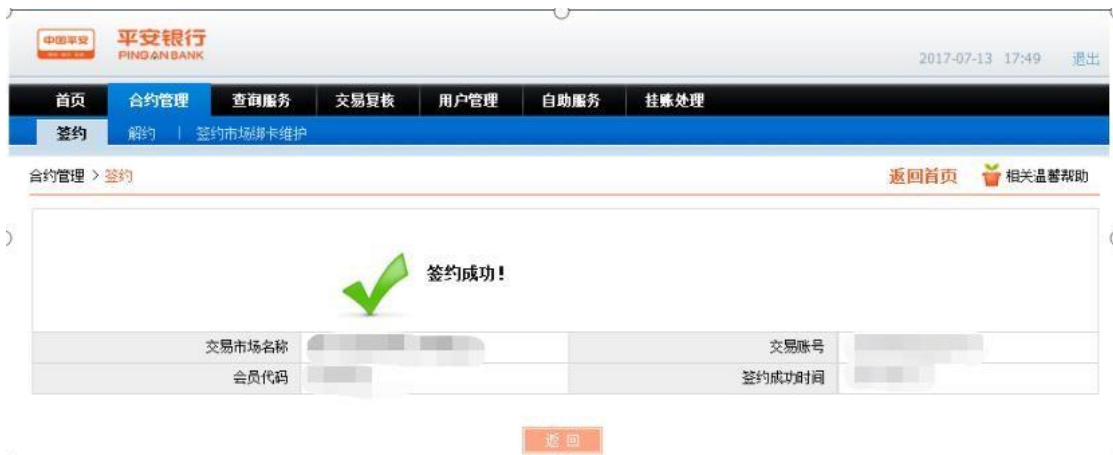 中国平安 平安银行
PING AN BANK
2017-07-13 17:49 退出
首页 合约管理 查询服务 交易复核 用户管理 自助服务 挂账处理
签约 解约 | 签约市场绑卡维护
合约管理 > 签约 返回首页 相关温馨帮助
签约成功!
交易市场名称 交易账号
会员代码 签约成功时间
返回